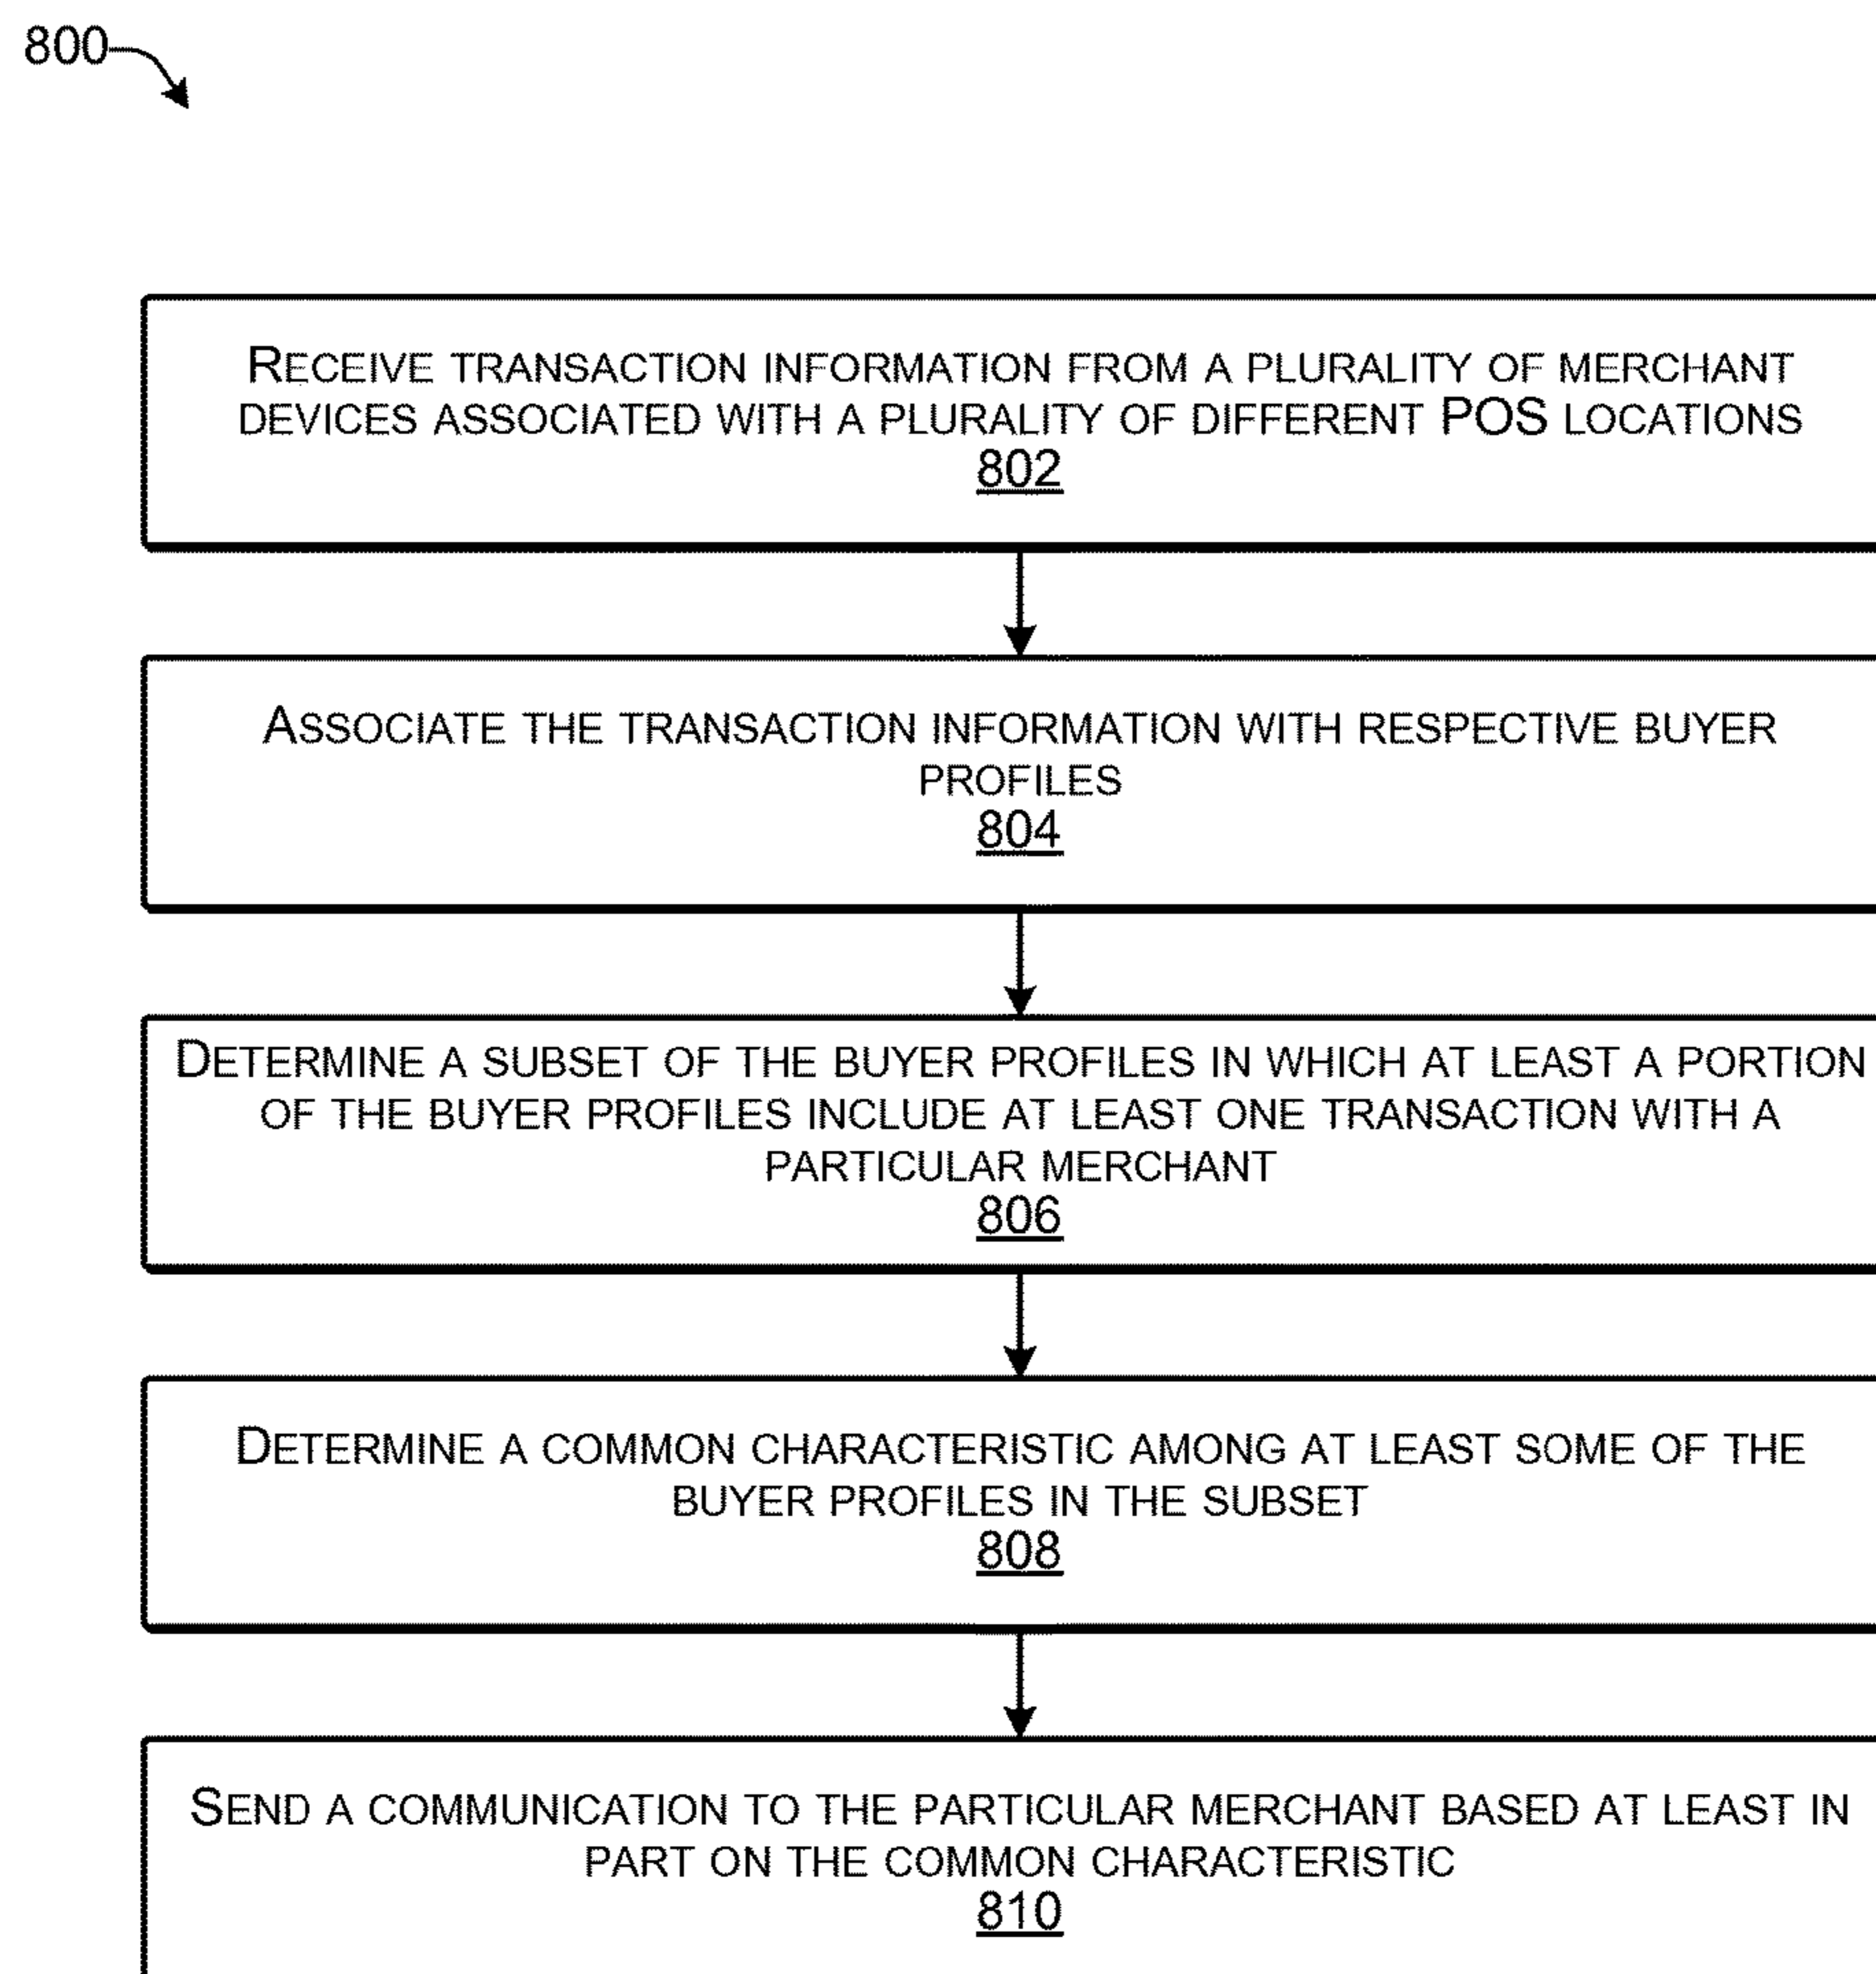 800
RECEIVE TRANSACTION INFORMATION FROM A PLURALITY OF MERCHANT
DEVICES ASSOCIATED WITH A PLURALITY OF DIFFERENT POS LOCATIONS
802
ASSOCIATE THE TRANSACTION INFORMATION WITH RESPECTIVE BUYER
PROFILES
804
DETERMINE A SUBSET OF THE BUYER PROFILES IN WHICH AT LEAST A PORTION
OF THE BUYER PROFILES INCLUDE AT LEAST ONE TRANSACTION WITH A
PARTICULAR MERCHANT
806
DETERMINE A COMMON CHARACTERISTIC AMONG AT LEAST SOME OF THE
BUYER PROFILES IN THE SUBSET
808
SEND A COMMUNICATION TO THE PARTICULAR MERCHANT BASED AT LEAST IN
PART ON THE COMMON CHARACTERISTIC
810